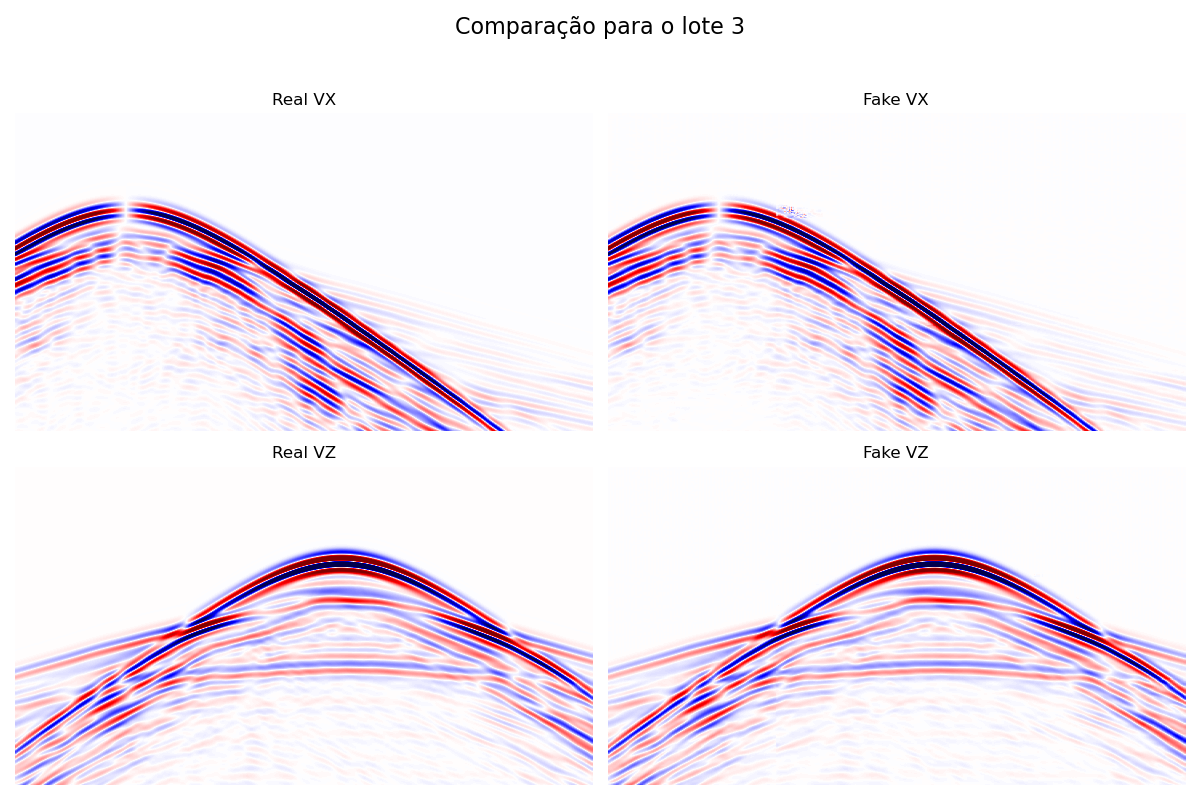 Comparação para o lote 3
Real VX
Fake VX
Real VZ
Fake VZ